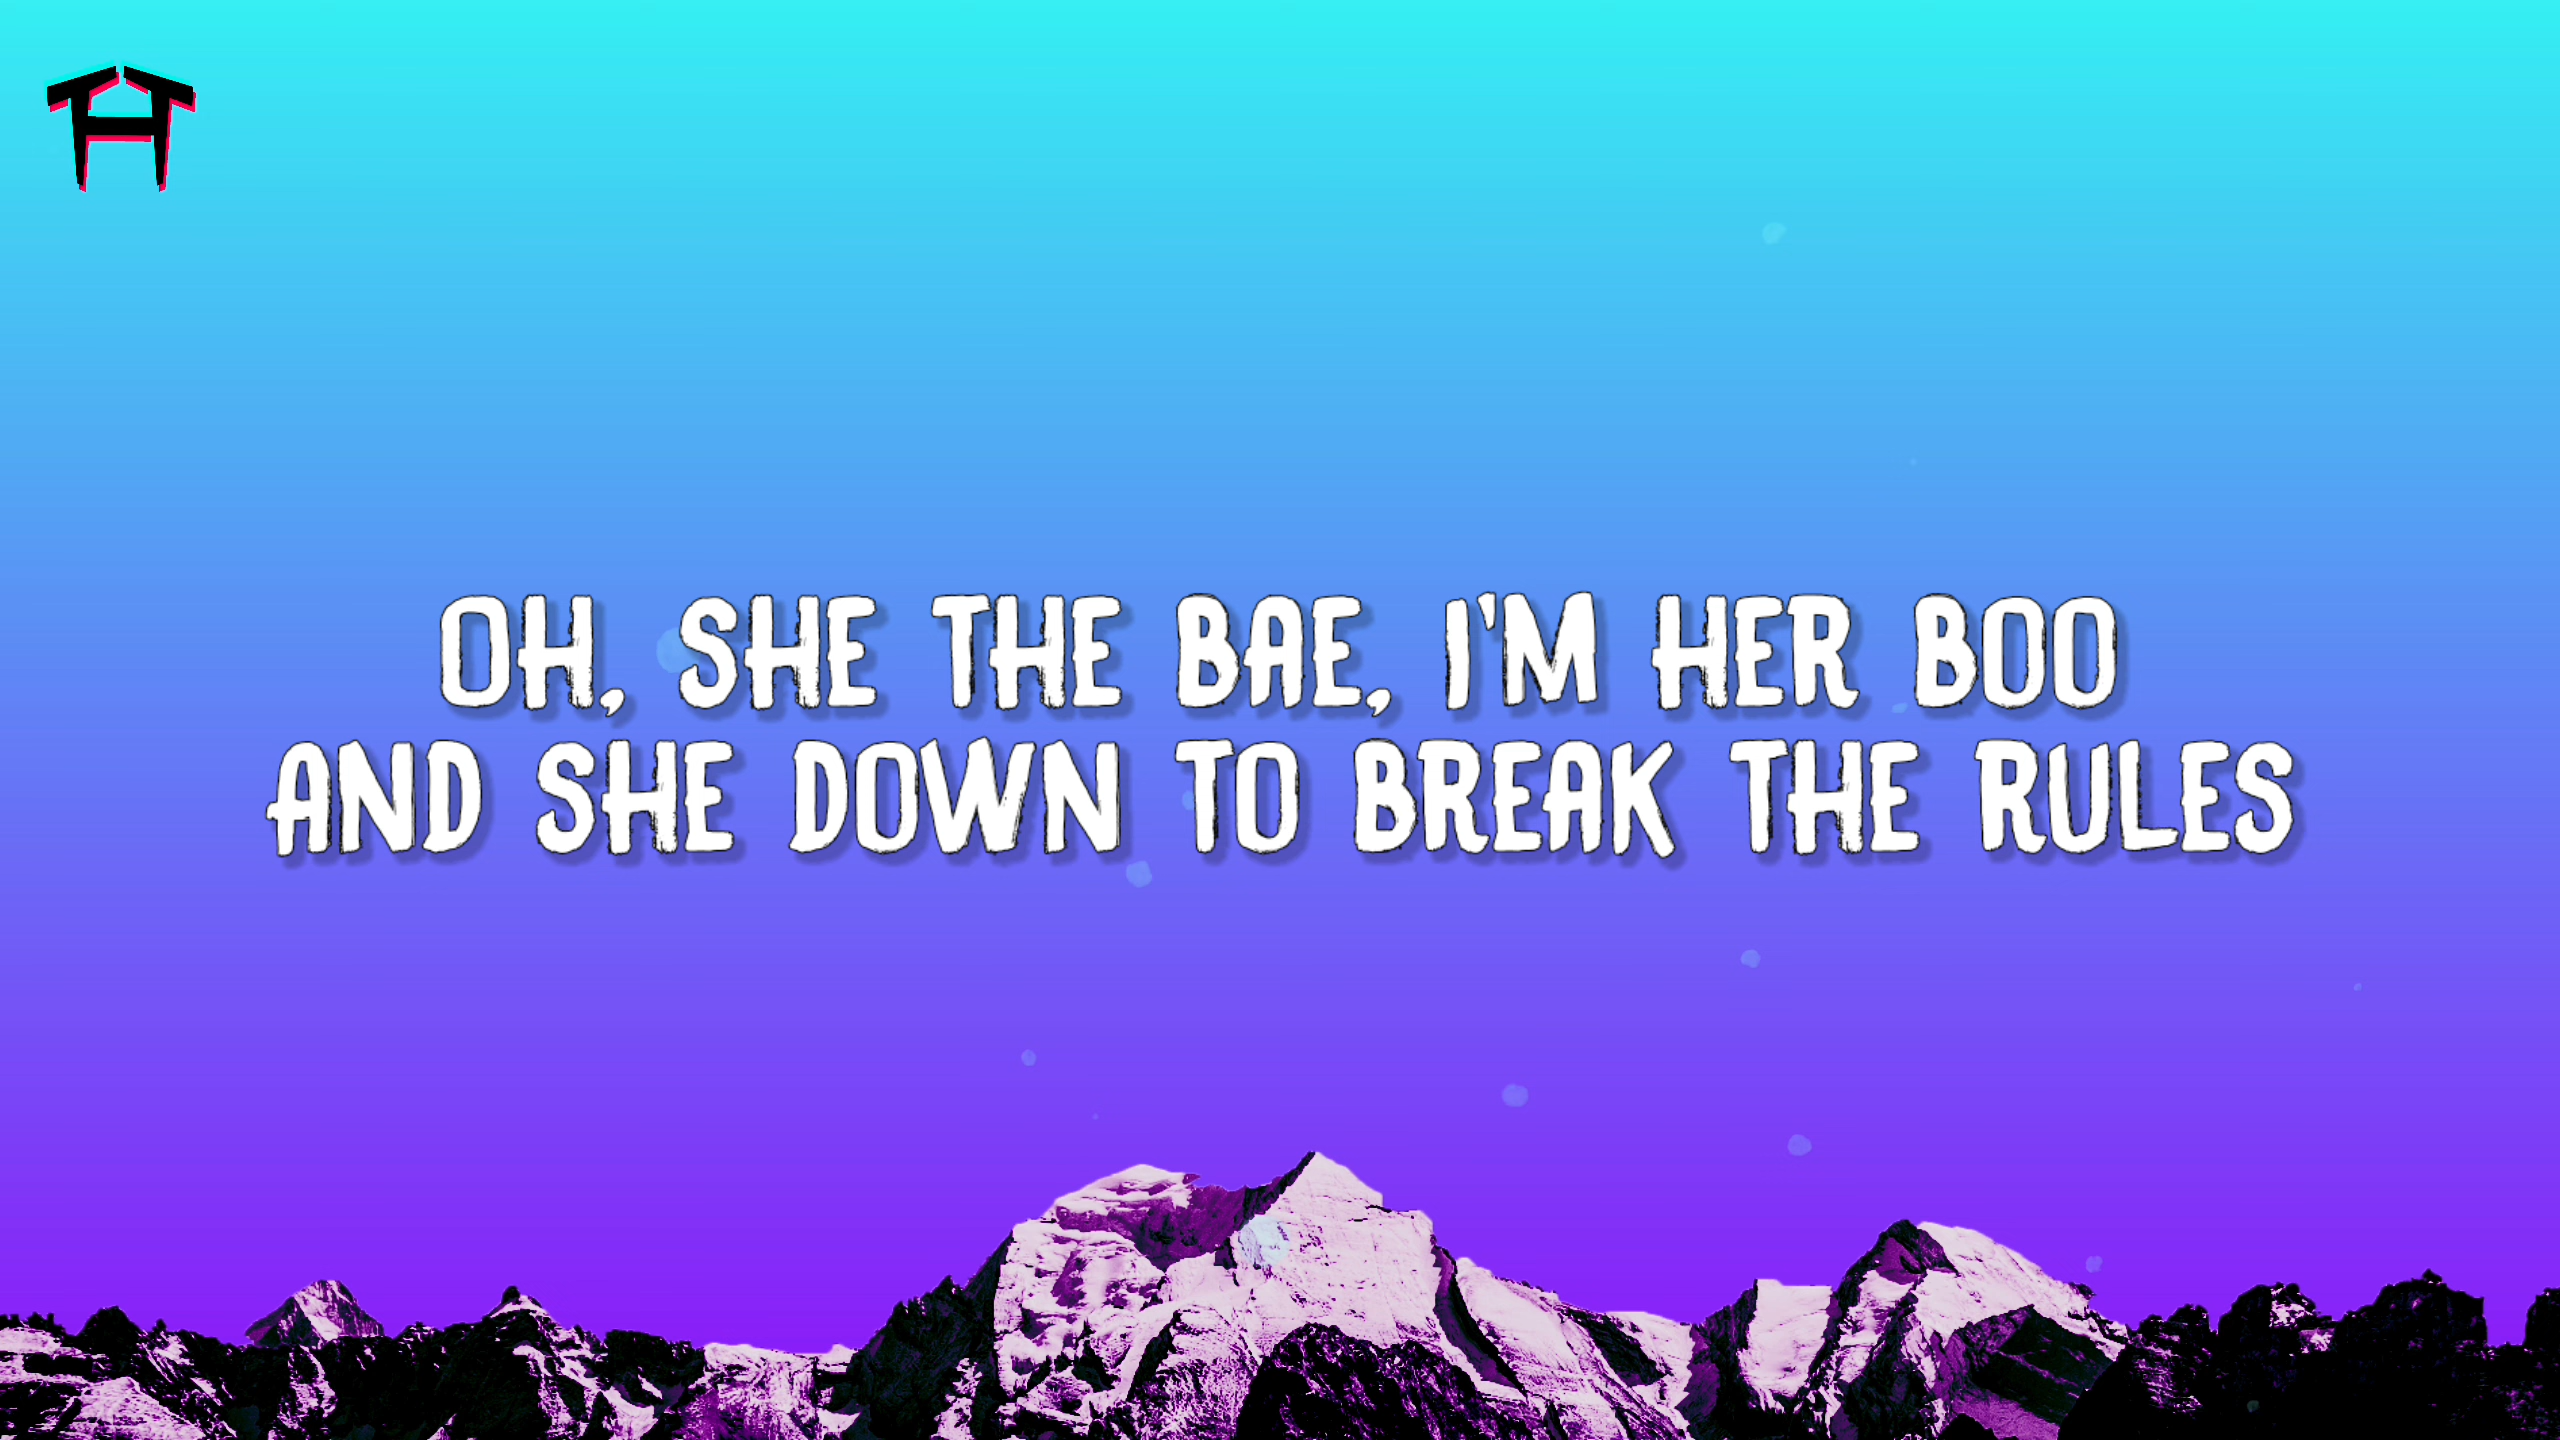 OH, SHE THE BAE, I'M HER BOO
AND SHE DOWN TO BREAK THE RULES